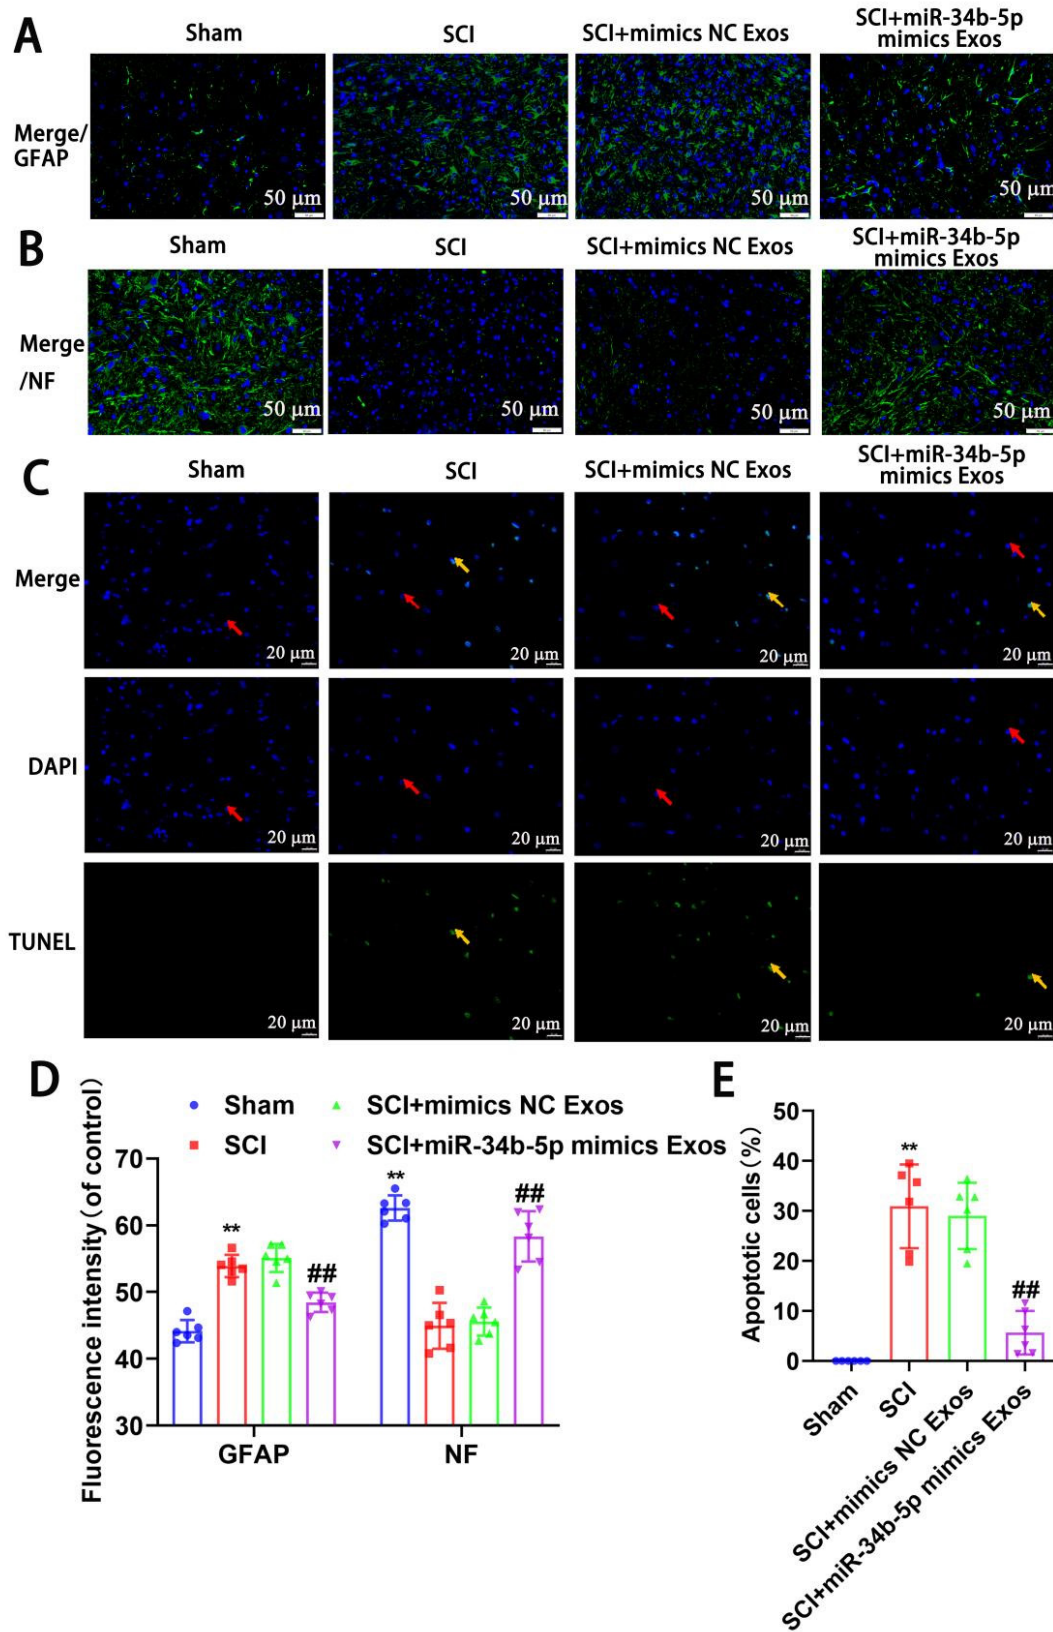 A
Sham
SCI
SCI+mimics NC Exos
SCI+miR-34b-5p
mimics Exos
Merge/
GFAP
50 μm
50 μm
50 μm
50 μm
B
Sham
SCI
SCI+mimics NC Exos
SCI+miR-34b-5p
mimics Exos
Merge
/NF
50 μm
50 μm
50 μm
50 μm
C
Sham
SCI
SCI+mimics NC Exos
SCI+miR-34b-5p
mimics Exos
Merge
20 μm
20 μm
20 μm
20 μm
DAPI
20 μm
20 μm
20 μm
20 μm
TUNEL
20 μm
20 μm
20 μm
20 μm
D
Sham
SCI+mimics NC Exos
SCI
SCI+miR-34b-5p mimics Exos
Fluorescence intensity (of control)
70
60
50
40
30
**
##
**
##
GFAP
NF
E
Apoptotic cells (%)
50
40
30
20
10
0
**
##
Sham
SCI
SCI+mimics NC Exos
SCI+miR-34b-5p mimics Exos